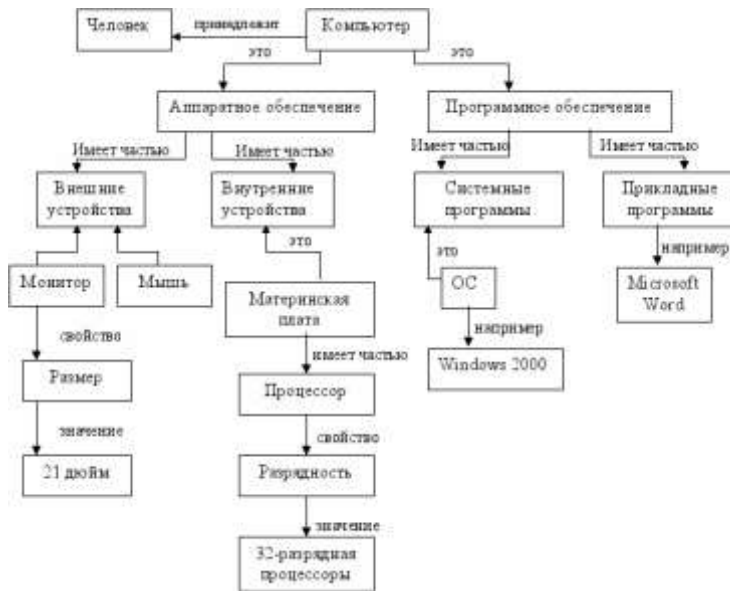 Человек
принадлежит
Компьютер
это
это
Аппаратное обеспечение
Программное обеспечение
Имеет частью
Имеет частью
Имеет частью
Имеет частью
Внешние
устройства
Внутренние
устройства
Системные
программы
Прикладные
программы
это
это
например
Монитор
Мышь
Материнская
плата
ОС
Microsoft
Word
свойство
имеет частью
например
Размер
Процессор
Windows 2000
значение
свойство
21 дюйм
Разрядность
значение
32-разрядная
процессоры